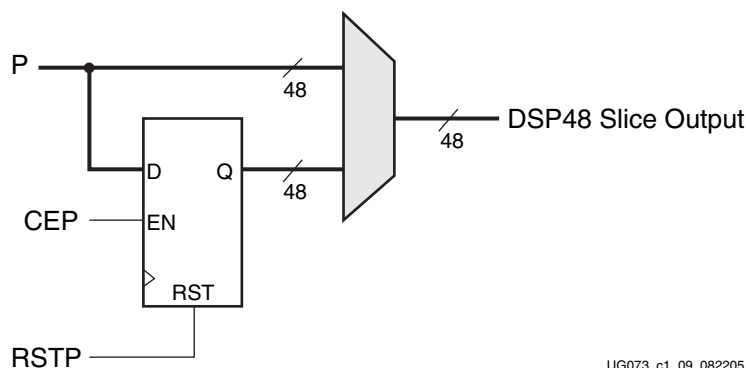 P
48
DSP48 Slice Output
48
D
Q
48
CEP
EN
RST
RSTP
UG073_c1_09_082205